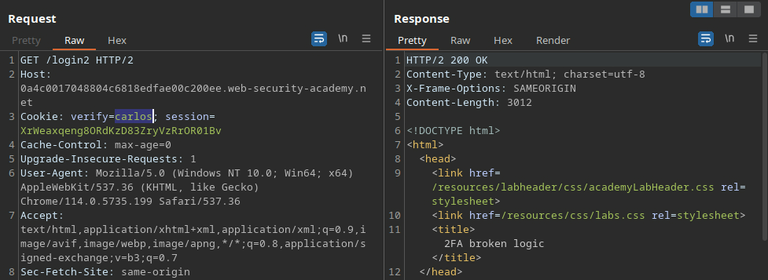 Request
Response
Pretty Raw Hex
\n
Pretty Raw Hex Render
\n
1 GET /login2 HTTP/2
2 Host:
0a4c0017048804c6818edfae00c200ee.web-security-academy.n
et
3 Cookie: verify=carlos; session=
XrWeaxqeng8ORdKzD83ZryVzRrOR01Bv
4 Cache-Control: max-age=0
5 Upgrade-Insecure-Requests: 1
6 User-Agent: Mozilla/5.0 (Windows NT 10.0; Win64; x64)
AppleWebKit/537.36 (KHTML, like Gecko)
Chrome/114.0.5735.199 Safari/537.36
7 Accept:
text/html,application/xhtml+xml,application/xml;q=0.9,i
mage/avif,image/webp,image/apng,*/*;q=0.8,application/s
igned-exchange;v=b3;q=0.7
8 Sec-Fetch-Site: same-origin
1 HTTP/2 200 OK
2 Content-Type: text/html; charset=utf-8
3 X-Frame-Options: SAMEORIGIN
4 Content-Length: 3012
5
6 <!DOCTYPE html>
7 <html>
8 <head>
9 <link href=
/resources/labheader/css/academyLabHeader.css rel=
stylesheet>
10 <link href=/resources/css/labs.css rel=stylesheet>
11 <title>
2FA broken logic
</title>
12 </head>